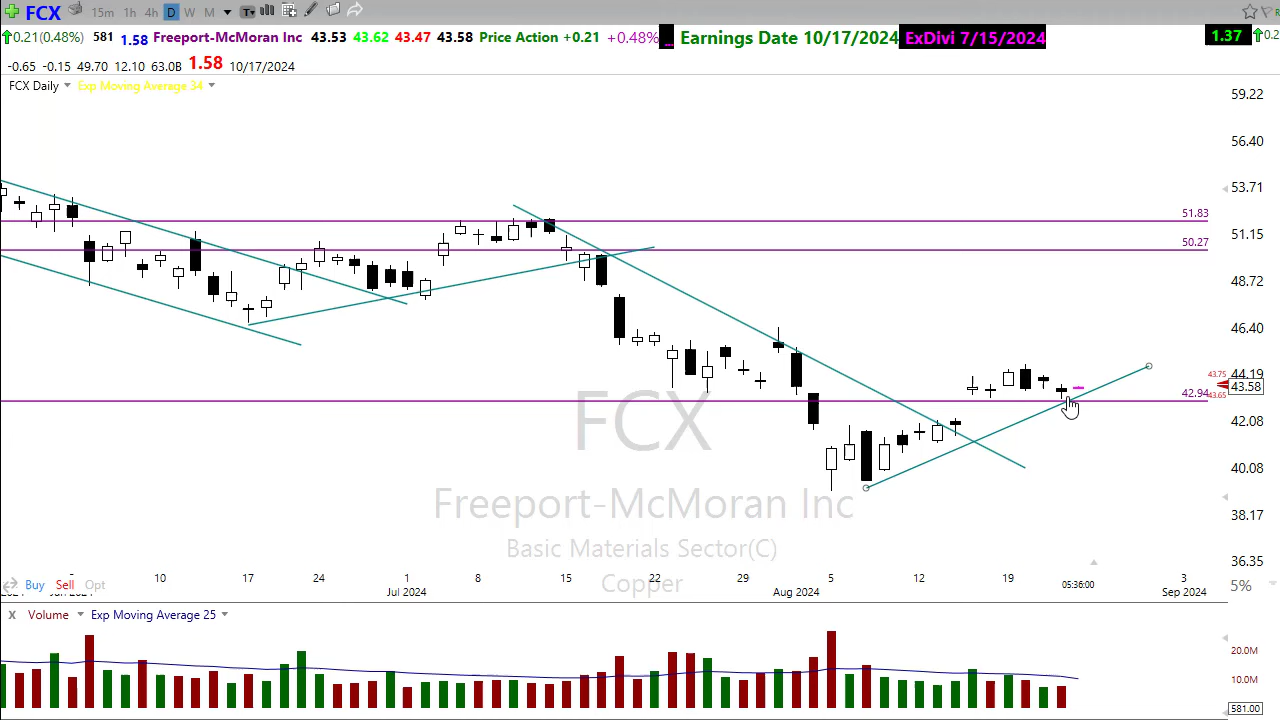 FCX 15m 1h 4h D W M T
0.21(0.48%) 581 1.58 Freeport-McMoran Inc 43.53 43.62 43.47 43.58 Price Action +0.21 +0.48% Earnings Date 10/17/2024 ExDivi 7/15/2024 1.37 0.2
-0.65 -0.15 49.70 12.10 63.0B 1.58 10/17/2024
FCX Daily Exp Moving Average 34
59.22
56.40
53.71
51.83
51.15
50.27
48.72
46.40
43.75 44.19
43.58
42.94 43.65
42.08
40.08
38.17
36.35
FCX
Freeport-McMoran Inc
Basic Materials Sector(C)
Copper
10 17 24 1 8 15 22 29 5 12 19 05:36:00 3
Jul 2024 Aug 2024 Sep 2024
Buy Sell Opt 5%
X Volume Exp Moving Average 25
20.0M
10.0M
581.00